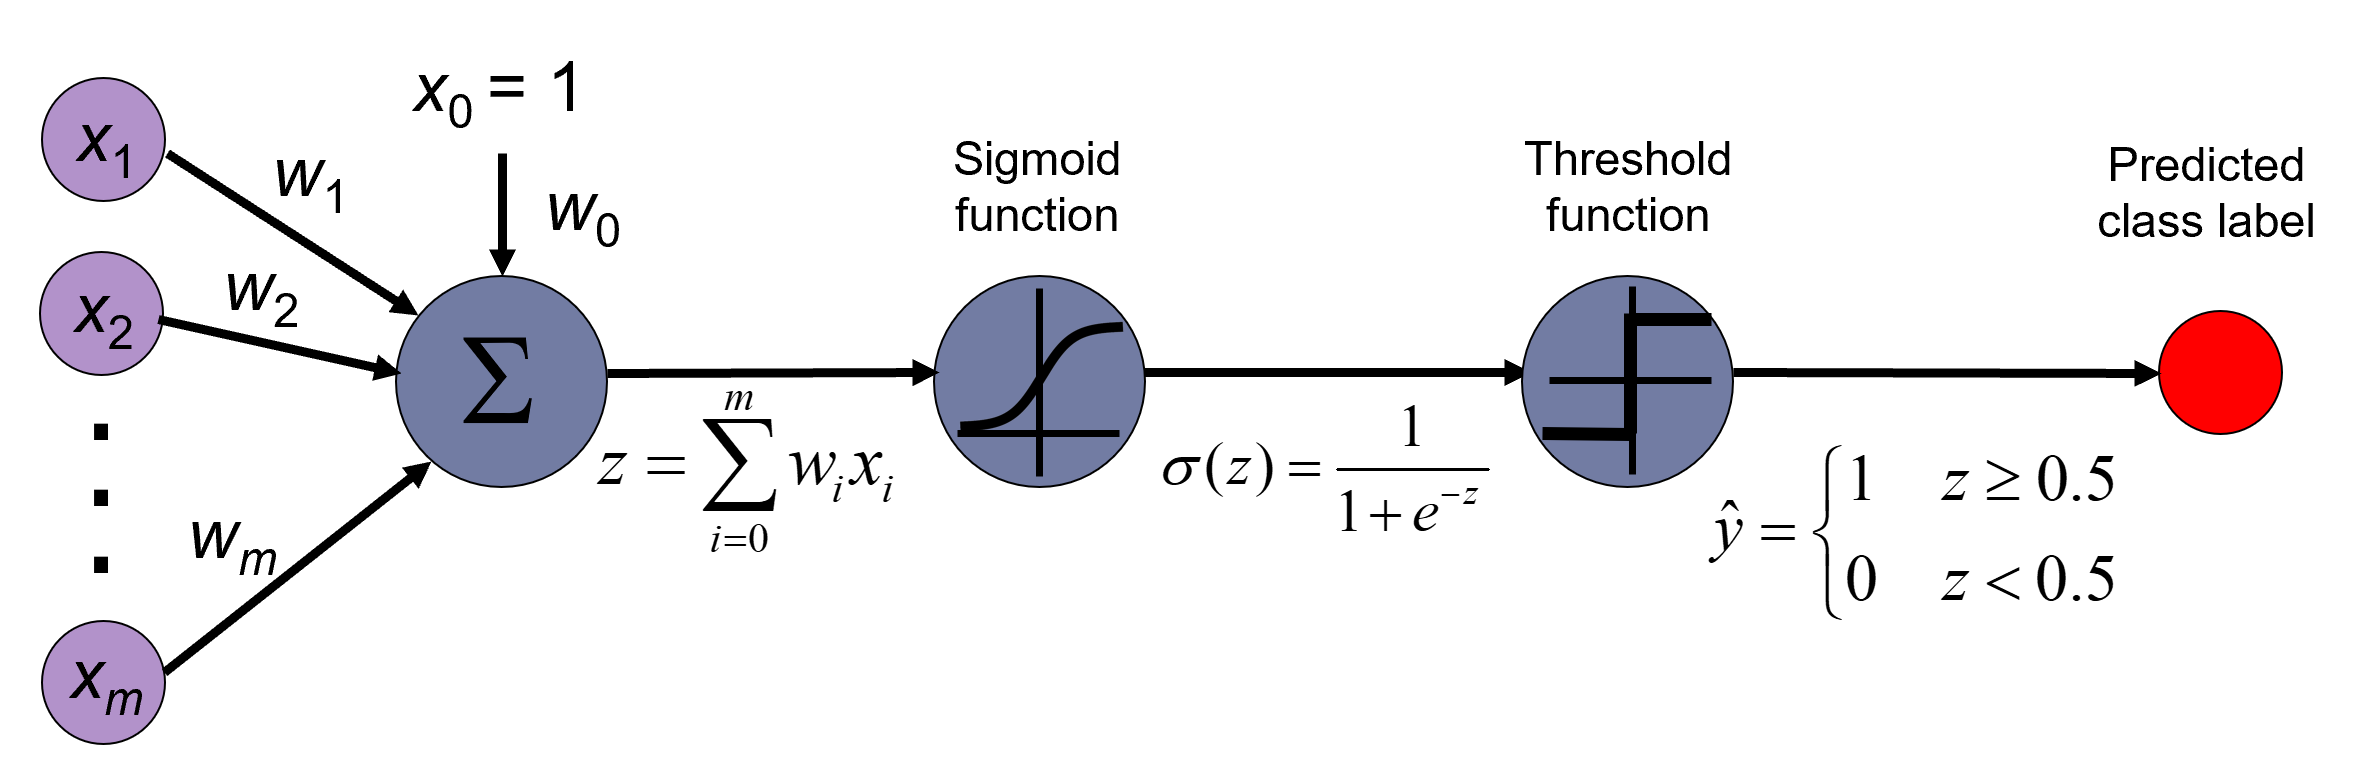 x₁
w₁
x₀ = 1
w₀
x₂
w₂
.
.
.
xₘ
wₘ
Σ
z = ∑_{i=0}^{m} wᵢxᵢ
Sigmoid
function
σ(z) = 1/(1 + e^{−z})
Threshold
function
ŷ = { 1 z ≥ 0.5
0 z < 0.5
Predicted
class label